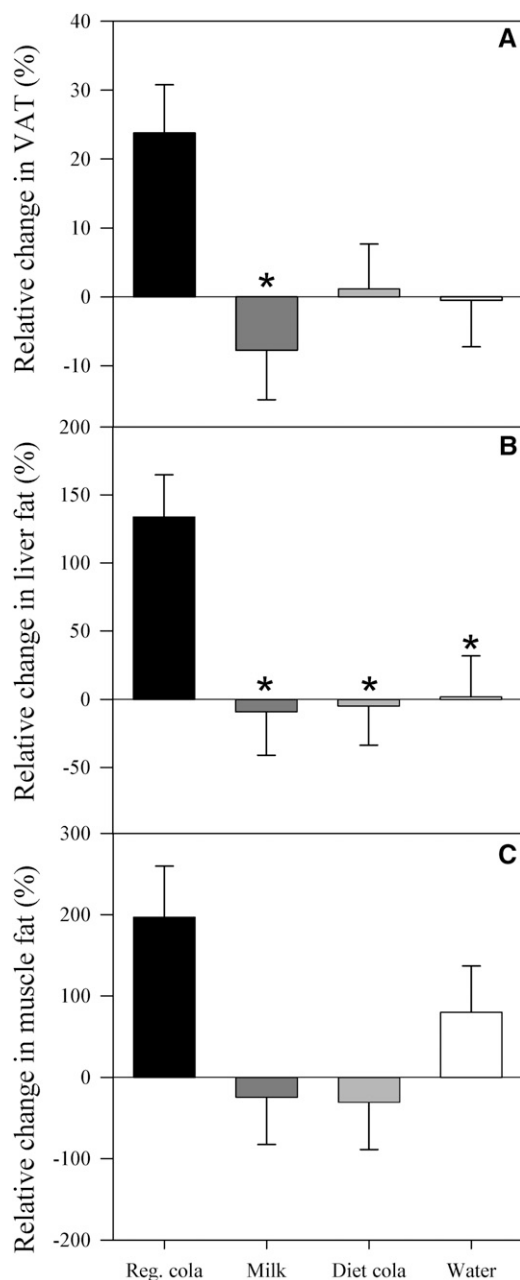 A
Relative change in VAT (%)
40
30
20
10
0
-10
*
B
Relative change in liver fat (%)
200
150
100
50
0
-50
*
*
*
C
Relative change in muscle fat (%)
300
200
100
0
-100
-200
Reg. cola
Milk
Diet cola
Water